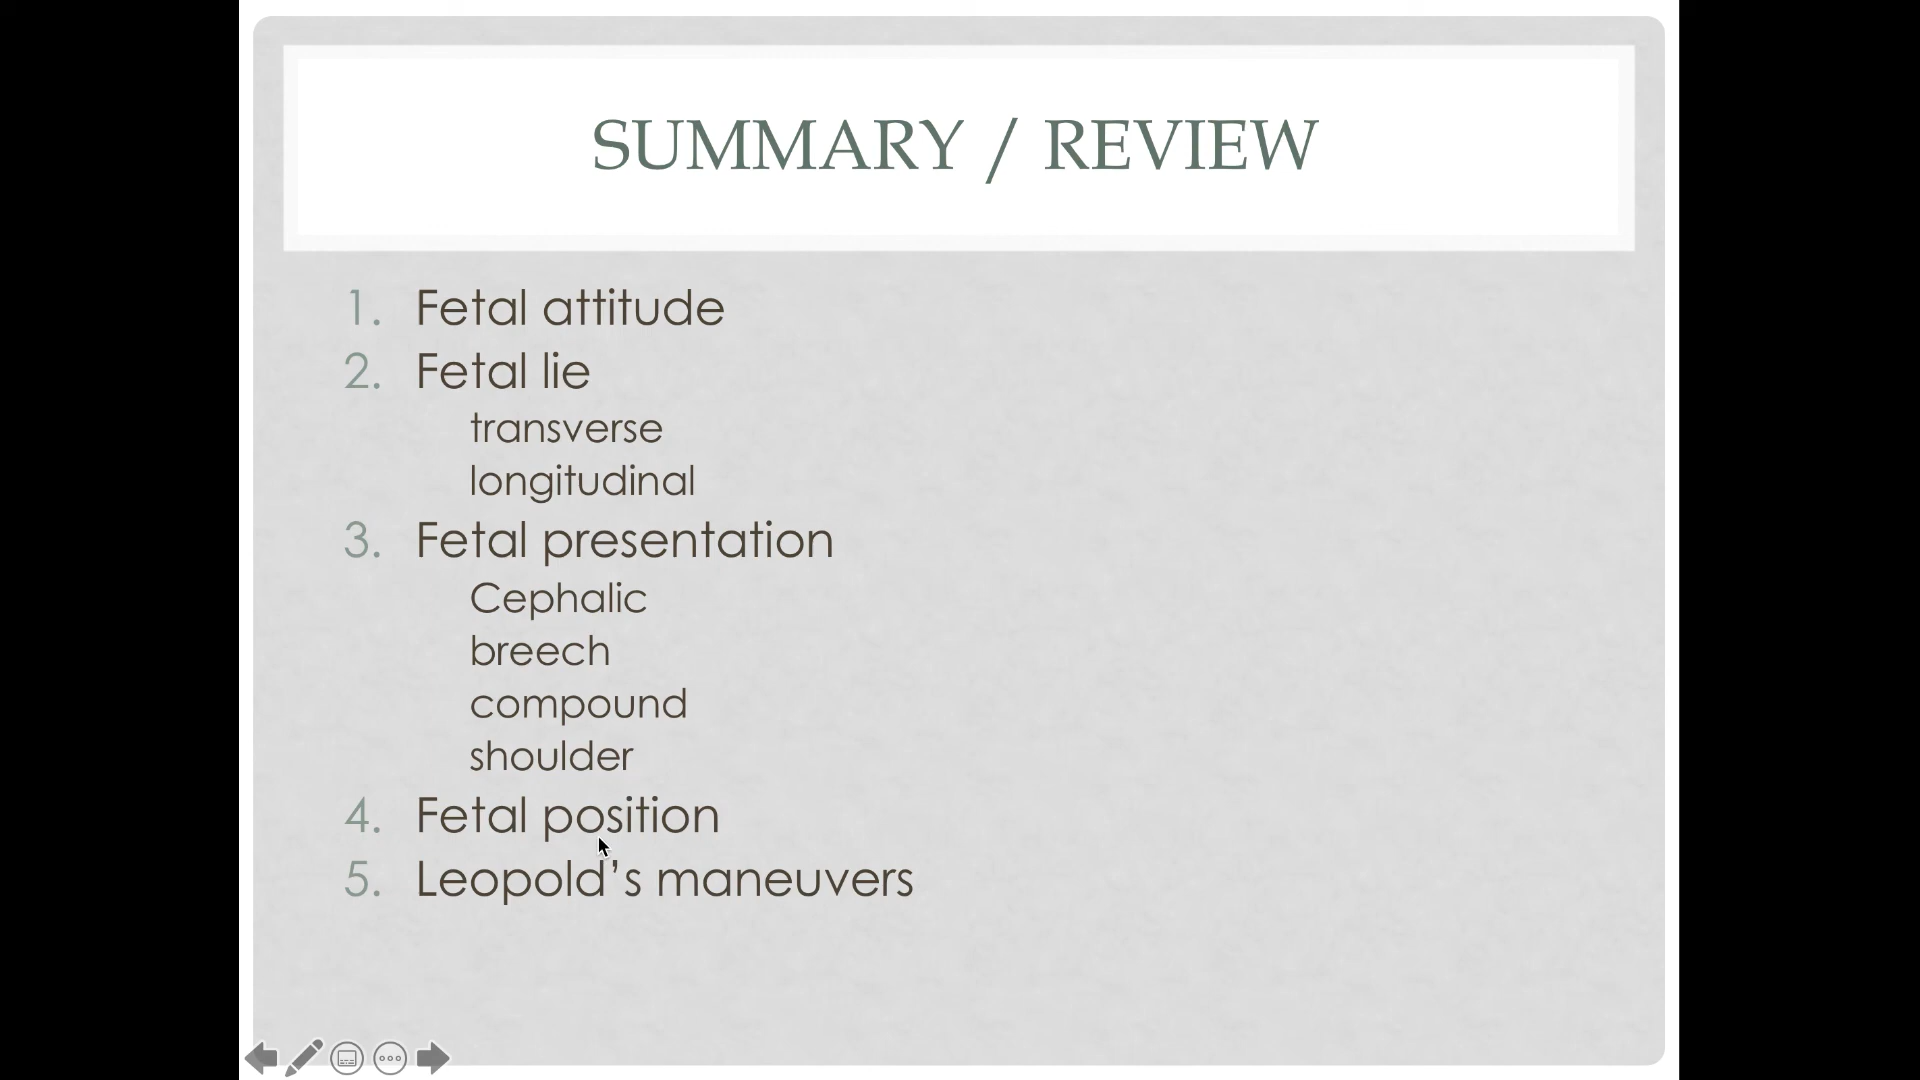 SUMMARY / REVIEW
1. Fetal attitude
2. Fetal lie
transverse
longitudinal
3. Fetal presentation
Cephalic
breech
compound
shoulder
4. Fetal position
5. Leopold’s maneuvers